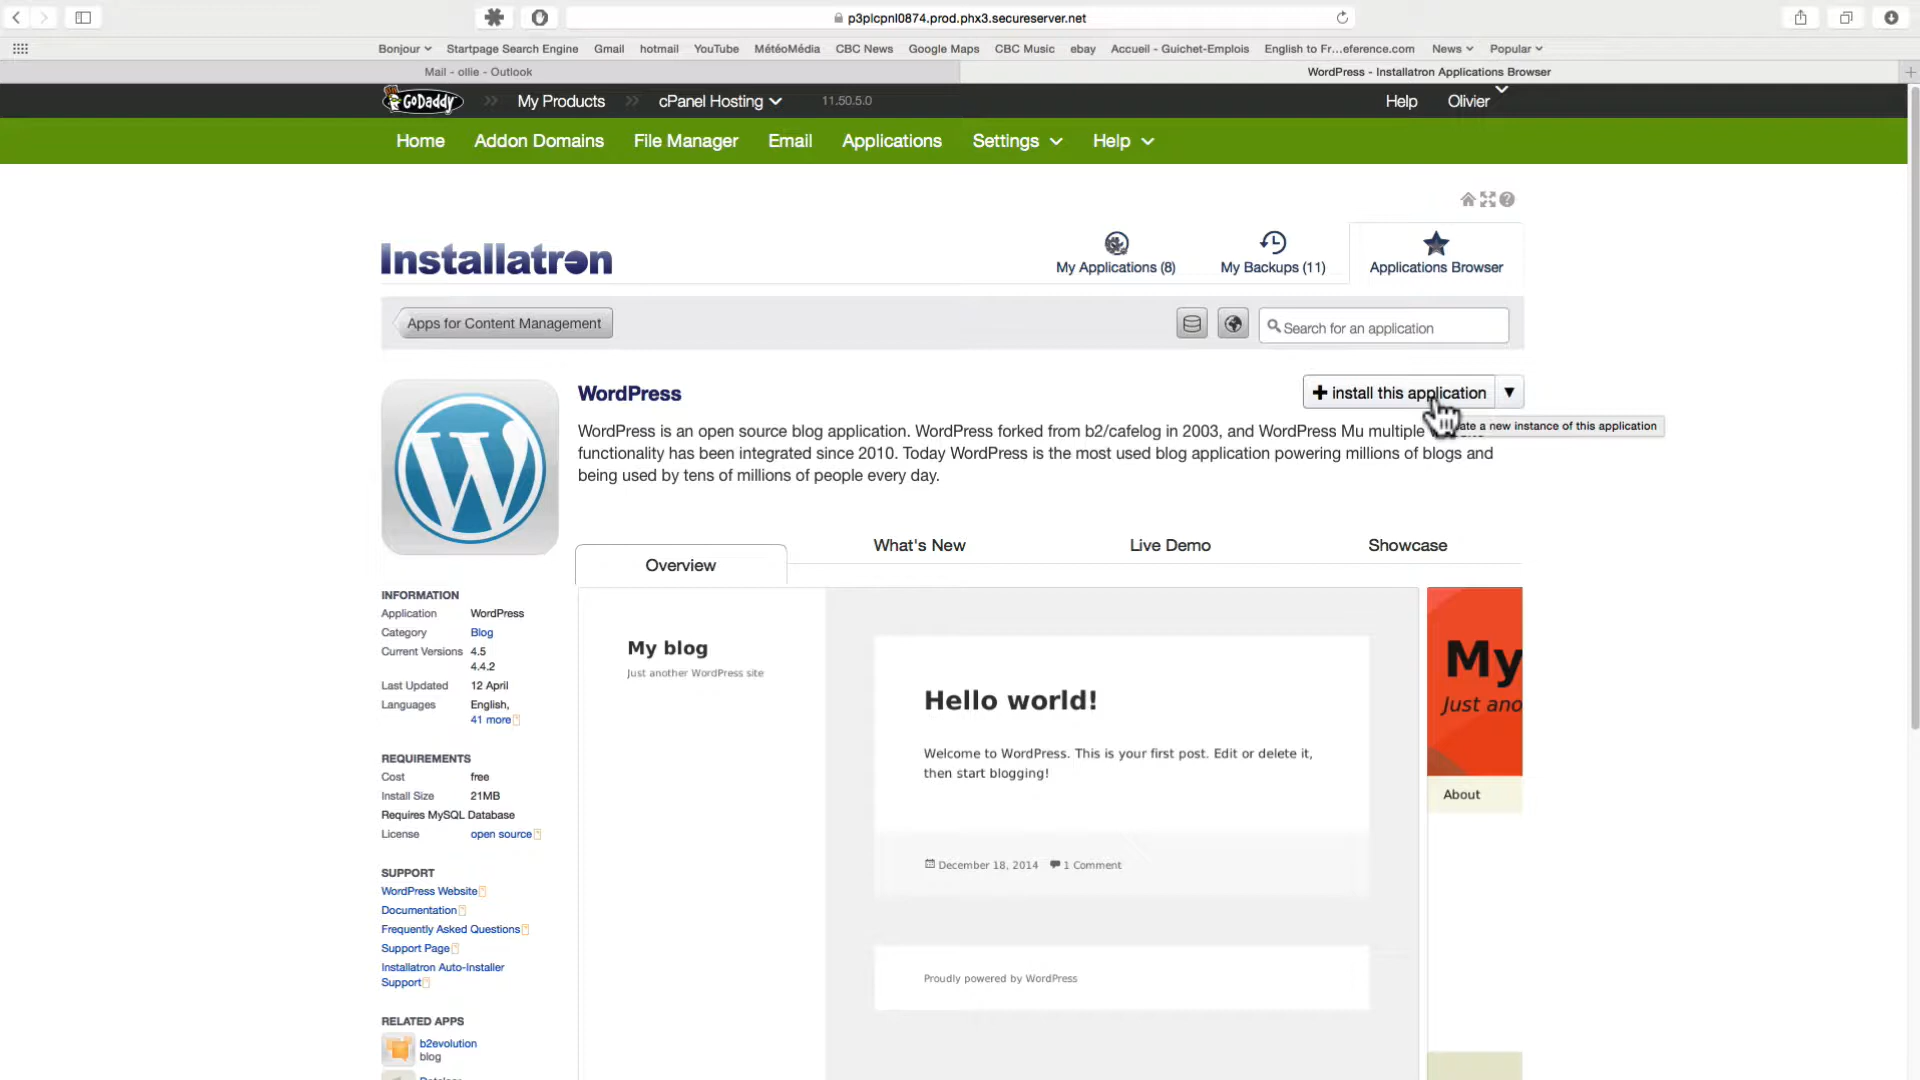 p3plcpnl0874.prod.phx3.secureserver.net
Bonjour Startpage Search Engine Gmail hotmail YouTube MétéoMédia CBC News Google Maps CBC Music ebay Accueil - Guichet-Emplois English to Fr...eference.com News Popular
Mail - ollie - Outlook WordPress - Installatron Applications Browser
GoDaddy My Products cPanel Hosting 11.50.5.0 Help Olivier
Home Addon Domains File Manager Email Applications Settings Help
Installatron
My Applications (8) My Backups (11) Applications Browser
Apps for Content Management Search for an application
WordPress install this application
WordPress is an open source blog application. WordPress forked from b2/cafelog in 2003, and WordPress Mu multiple
ate a new instance of this application
functionality has been integrated since 2010. Today WordPress is the most used blog application powering millions of blogs and
being used by tens of millions of people every day.
Overview What's New Live Demo Showcase
INFORMATION
Application WordPress
Category Blog
Current Versions 4.5
4.4.2
Last Updated 12 April
Languages English,
41 more
REQUIREMENTS
Cost free
Install Size 21MB
Requires MySQL Database
License open source
SUPPORT
WordPress Website
Documentation
Frequently Asked Questions
Support Page
Installatron Auto-Installer
Support
RELATED APPS
b2evolution
blog
My blog
Just another WordPress site
Hello world!
Welcome to WordPress. This is your first post. Edit or delete it,
then start blogging!
December 18, 2014 1 Comment
Proudly powered by WordPress
My
Just ano
About